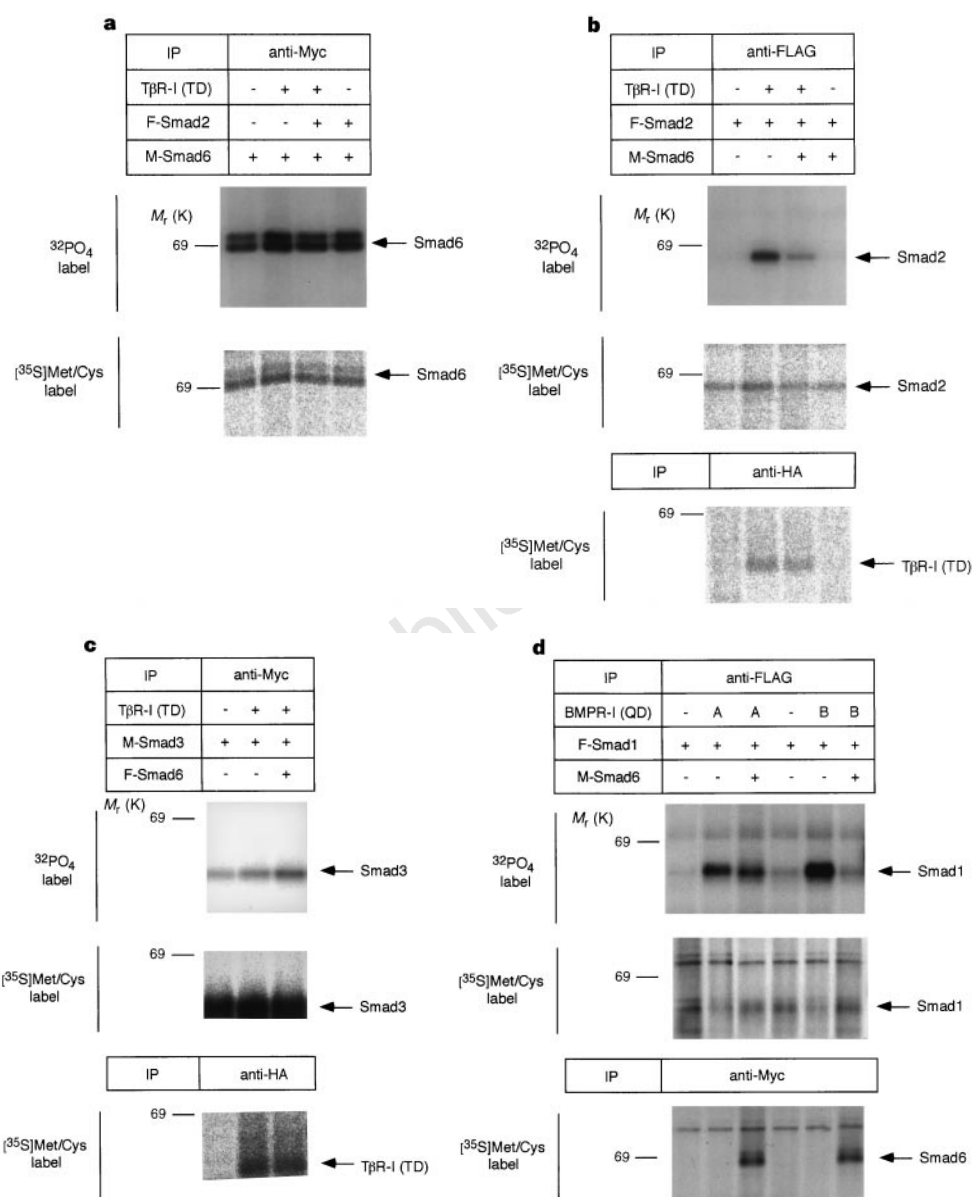 a
IP anti-Myc
TβR-I (TD) - + + -
F-Smad2 - - + +
M-Smad6 + + + +
Mr (K)
69
32PO4
label
Smad6
[35S]Met/Cys
label
69
Smad6
b
IP anti-FLAG
TβR-I (TD) - + + -
F-Smad2 + + + +
M-Smad6 - - + +
Mr (K)
69
32PO4
label
Smad2
69
[35S]Met/Cys
label
Smad2
IP anti-HA
69
[35S]Met/Cys
label
TβR-I (TD)
c
IP anti-Myc
TβR-I (TD) - + +
M-Smad3 + + +
F-Smad6 - - +
Mr (K)
69
32PO4
label
Smad3
69
[35S]Met/Cys
label
Smad3
IP anti-HA
69
[35S]Met/Cys
label
TβR-I (TD)
d
IP anti-FLAG
BMPR-I (QD) - A A - B B
F-Smad1 + + + + + +
M-Smad6 - - + - - +
Mr (K)
69
32PO4
label
Smad1
69
[35S]Met/Cys
label
Smad1
IP anti-Myc
[35S]Met/Cys
label
69
Smad6